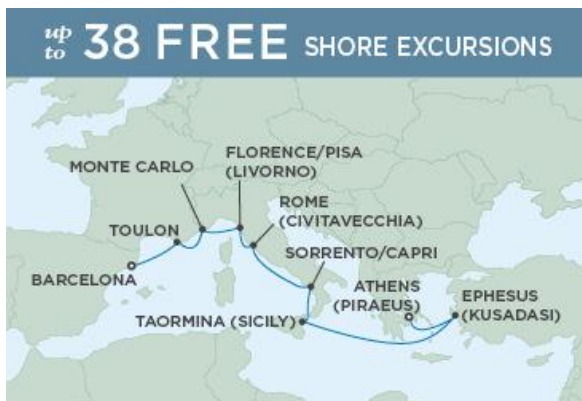 up to 38 FREE SHORE EXCURSIONS
FLORENCE/PISA
(LIVORNO)
MONTE CARLO
ROME
(CIVITAVECCHIA)
TOULON
SORRENTO/CAPRI
BARCELONA
ATHENS
(PIRAEUS)
EPHESUS
(KUSADASI)
TAORMINA (SICILY)